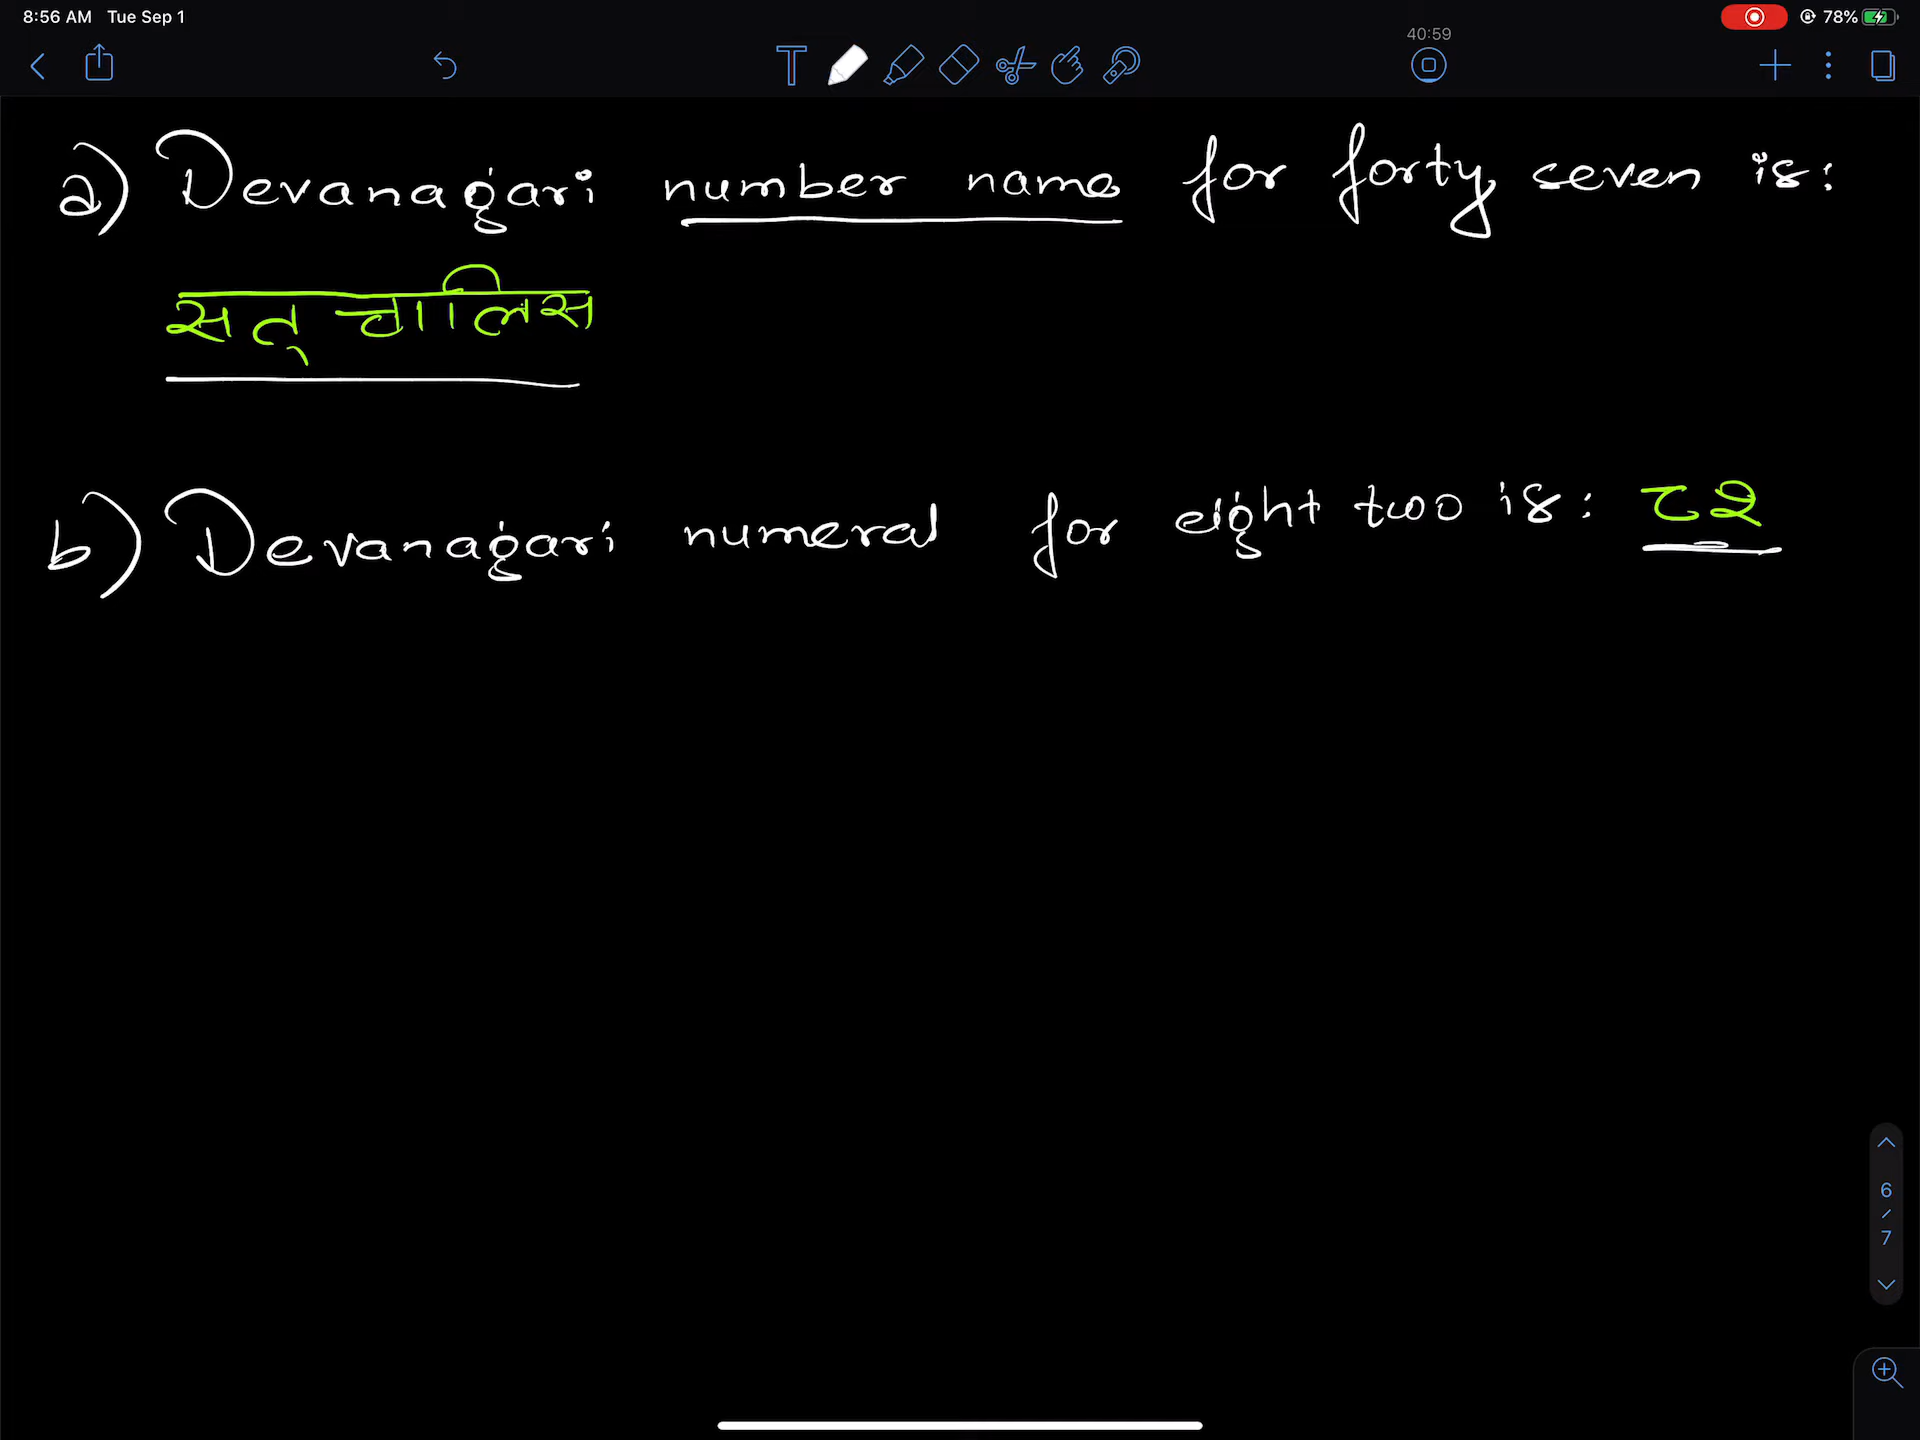 8:56 AM Tue Sep 1
78%
40:59
a) Devanagari number name for forty seven is:
सत् चालिस
b) Devanagari numeral for eight two is: ८२
6
/
7